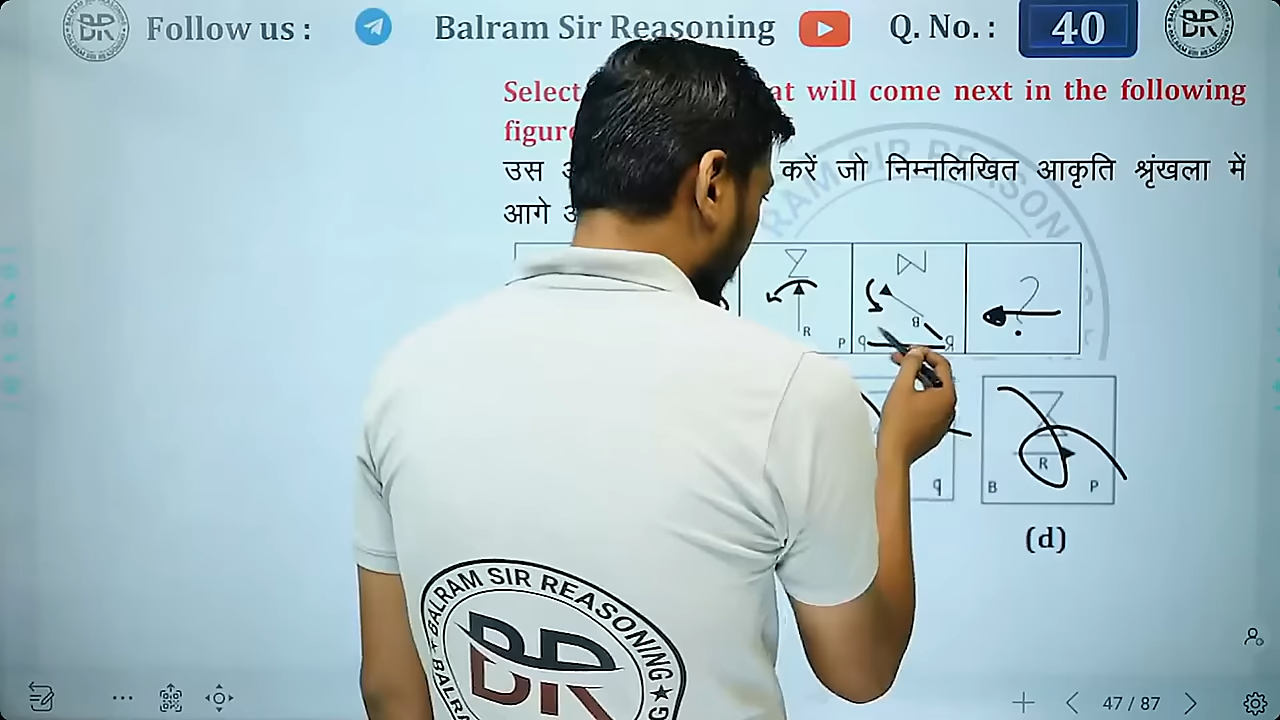 Follow us :
Balram Sir Reasoning
Q. No. :
40
Select
at will come next in the following
figure
उस
करें जो निम्नलिखित आकृति श्रृंखला में
आगे
R
P
B
?
R
B
P
(d)
BALRAM SIR REASONING
BR
47 / 87